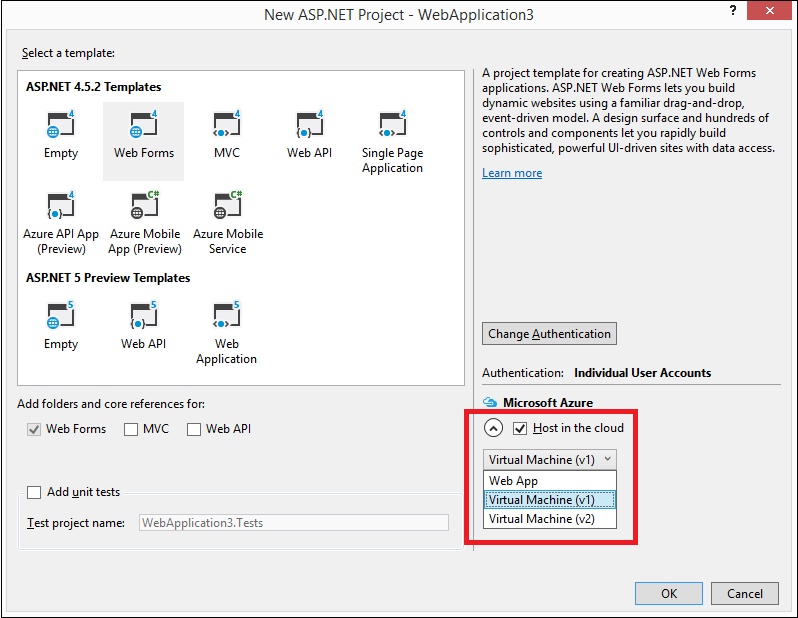 New ASP.NET Project - WebApplication3
?
Select a template:
ASP.NET 4.5.2 Templates
4 4 4 4 4
Empty Web Forms MVC Web API Single Page
Application
4 C# C#
Azure API App Azure Mobile Azure Mobile
(Preview) App (Preview) Service
ASP.NET 5 Preview Templates
5 5 5
Empty Web API Web
Application
A project template for creating ASP.NET Web Forms
applications. ASP.NET Web Forms lets you build
dynamic websites using a familiar drag-and-drop,
event-driven model. A design surface and hundreds of
controls and components let you rapidly build
sophisticated, powerful UI-driven sites with data access.
Learn more
Change Authentication
Authentication: Individual User Accounts
Microsoft Azure
Host in the cloud
Virtual Machine (v1)
Web App
Virtual Machine (v1)
Virtual Machine (v2)
Add folders and core references for:
Web Forms MVC Web API
Add unit tests
Test project name: WebApplication3.Tests
OK Cancel